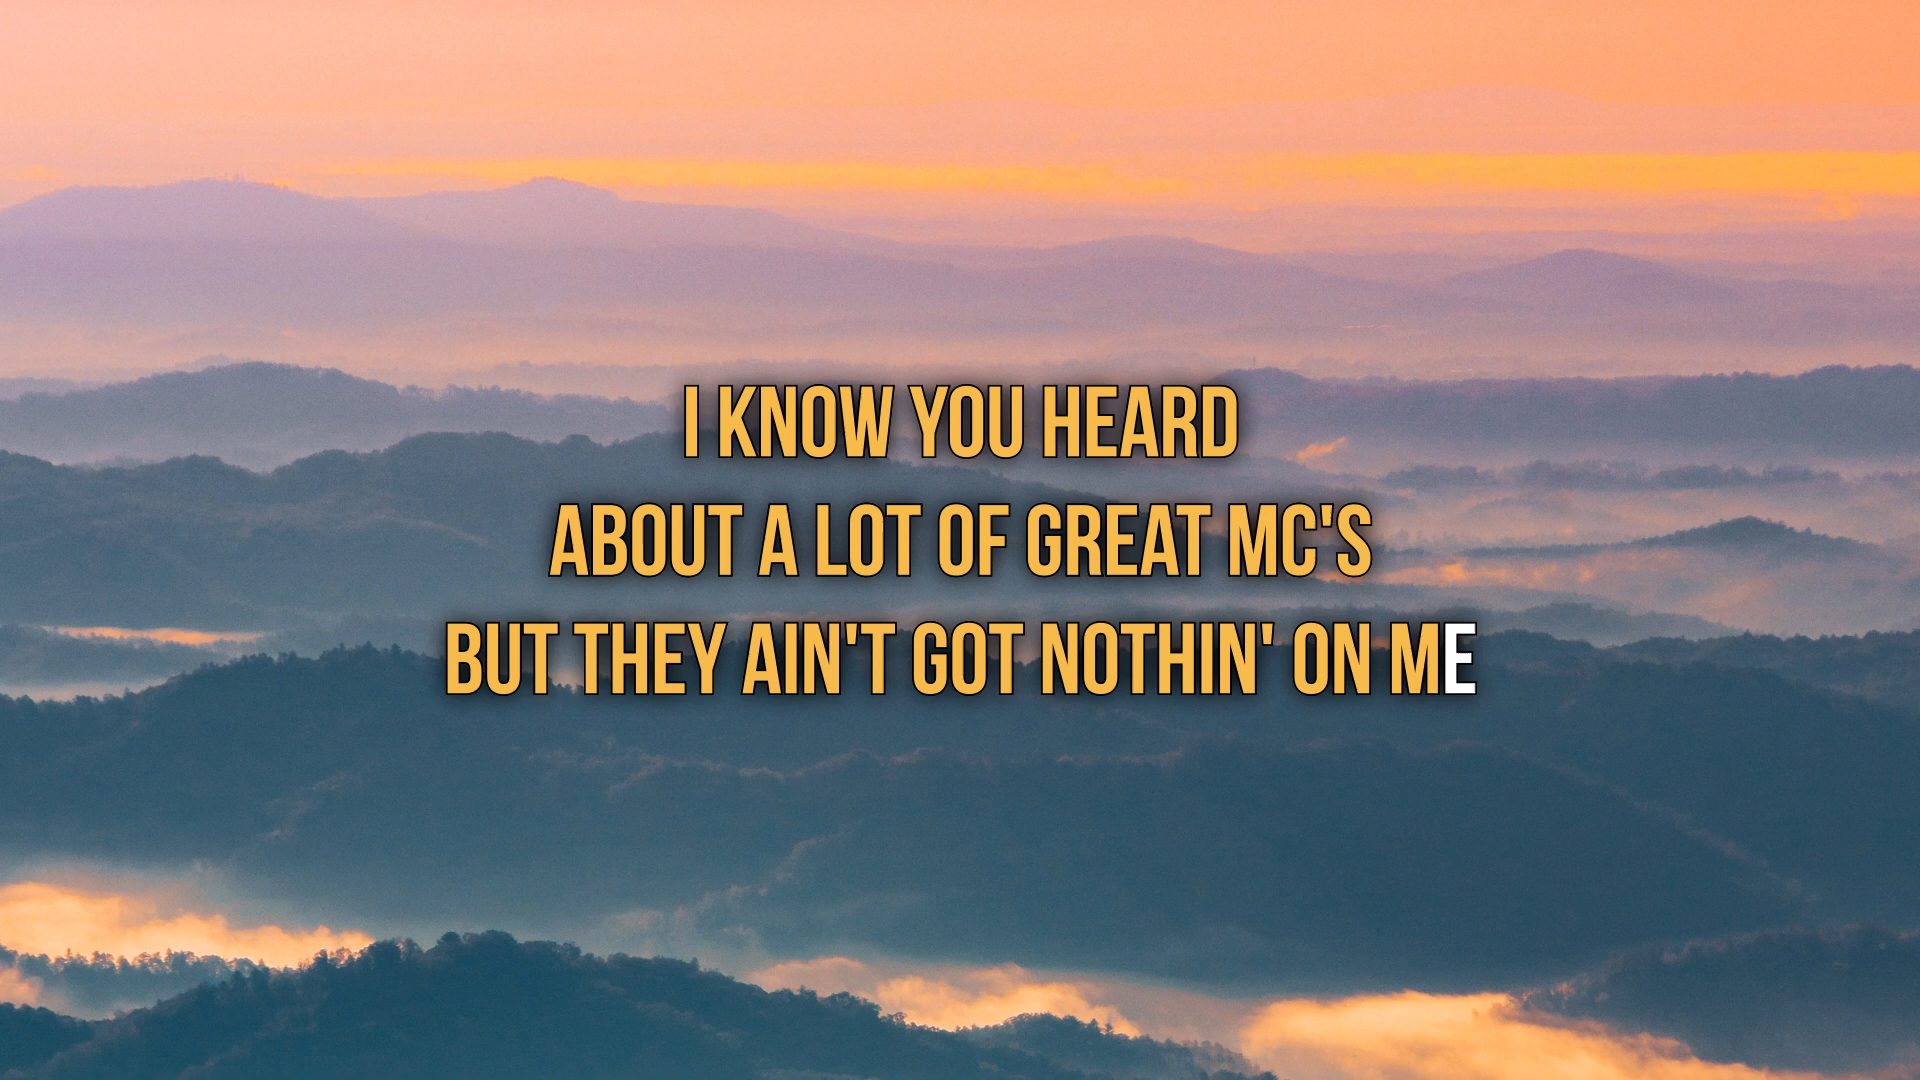 I KNOW YOU HEARD
ABOUT A LOT OF GREAT MC'S
BUT THEY AIN'T GOT NOTHIN' ON ME